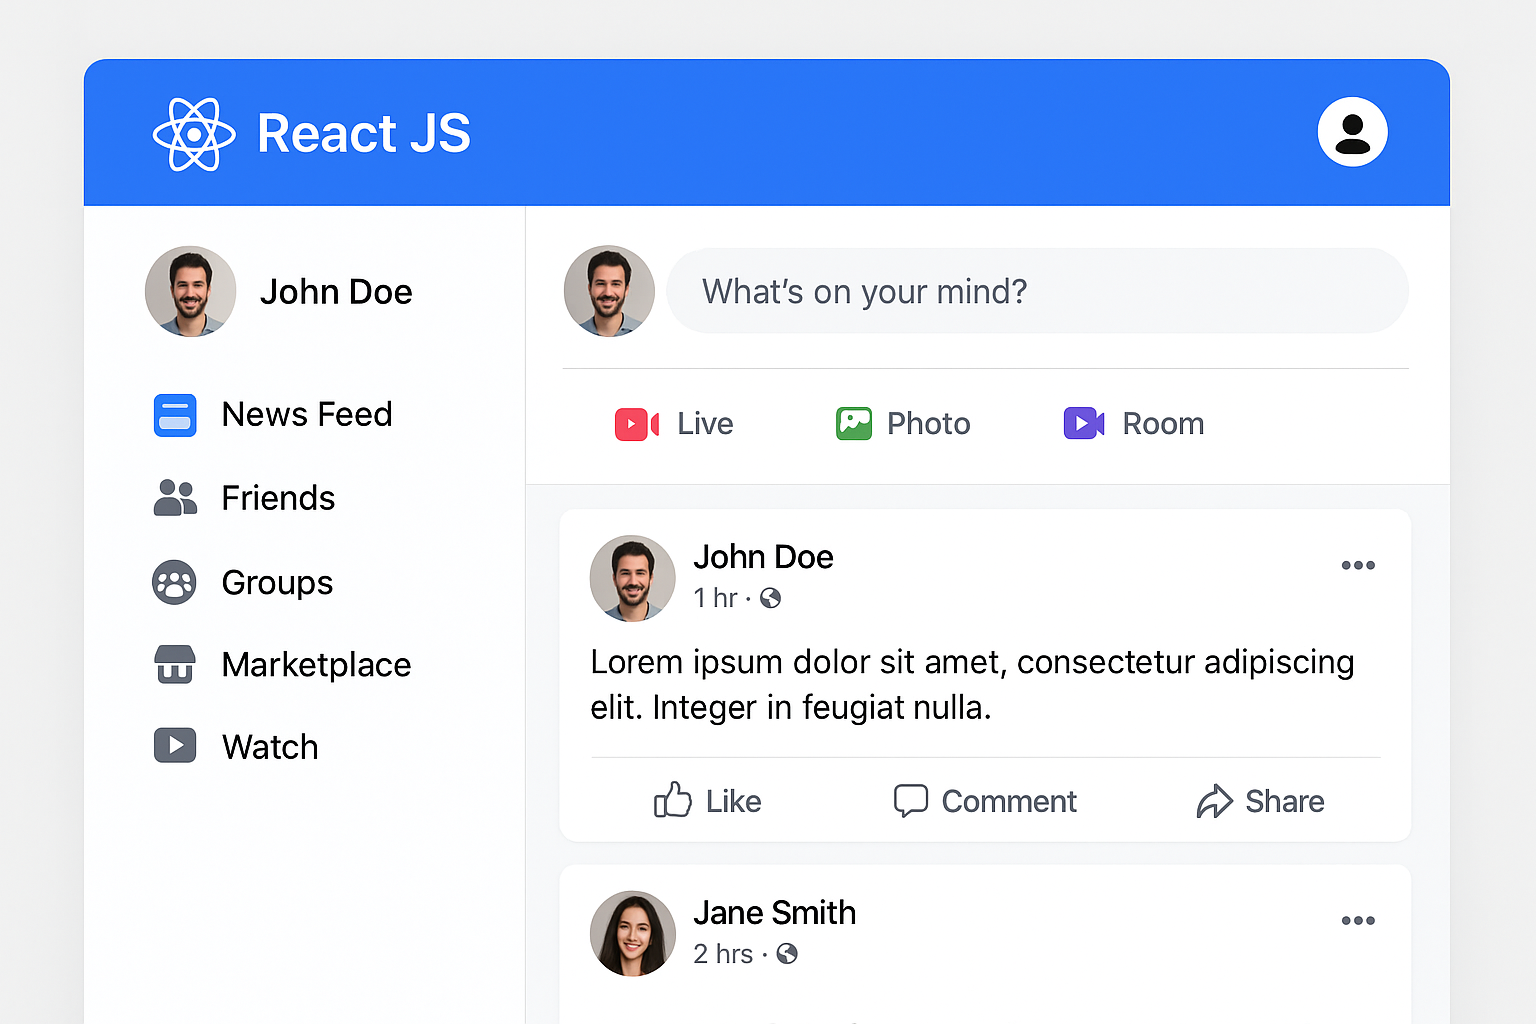 React JS
John Doe
News Feed
Friends
Groups
Marketplace
Watch
What's on your mind?
Live
Photo
Room
John Doe
1 hr ·
Lorem ipsum dolor sit amet, consectetur adipiscing
elit. Integer in feugiat nulla.
Like
Comment
Share
Jane Smith
2 hrs ·